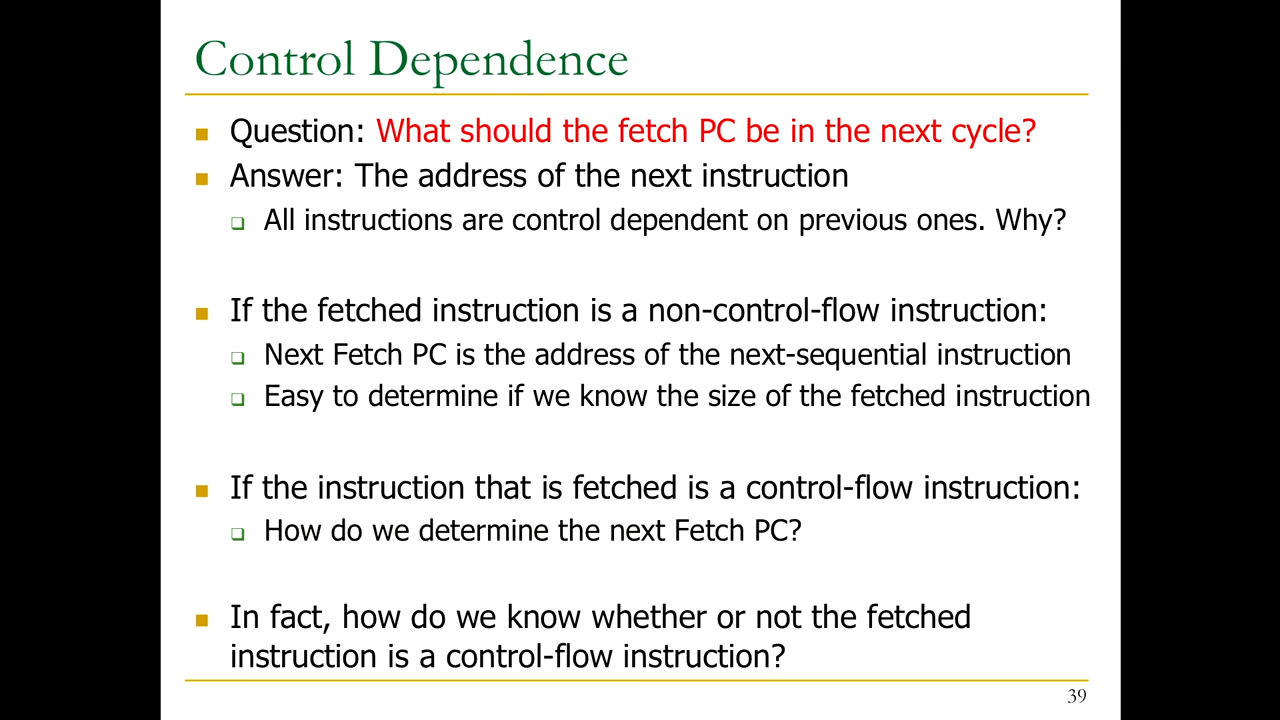 Control Dependence
Question: What should the fetch PC be in the next cycle?
Answer: The address of the next instruction
All instructions are control dependent on previous ones. Why?
If the fetched instruction is a non-control-flow instruction:
Next Fetch PC is the address of the next-sequential instruction
Easy to determine if we know the size of the fetched instruction
If the instruction that is fetched is a control-flow instruction:
How do we determine the next Fetch PC?
In fact, how do we know whether or not the fetched
instruction is a control-flow instruction?
39